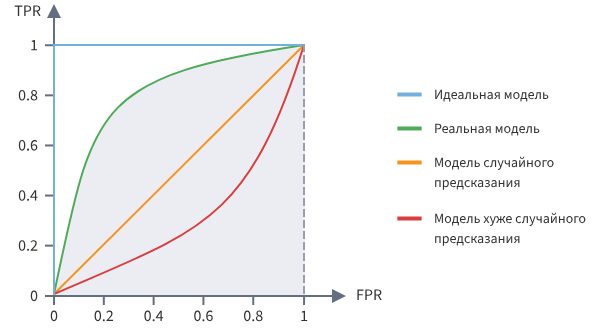 TPR
1
0.8
0.6
0.4
0.2
0
0 0.2 0.4 0.6 0.8 1
FPR
Идеальная модель
Реальная модель
Модель случайного
предсказания
Модель хуже случайного
предсказания